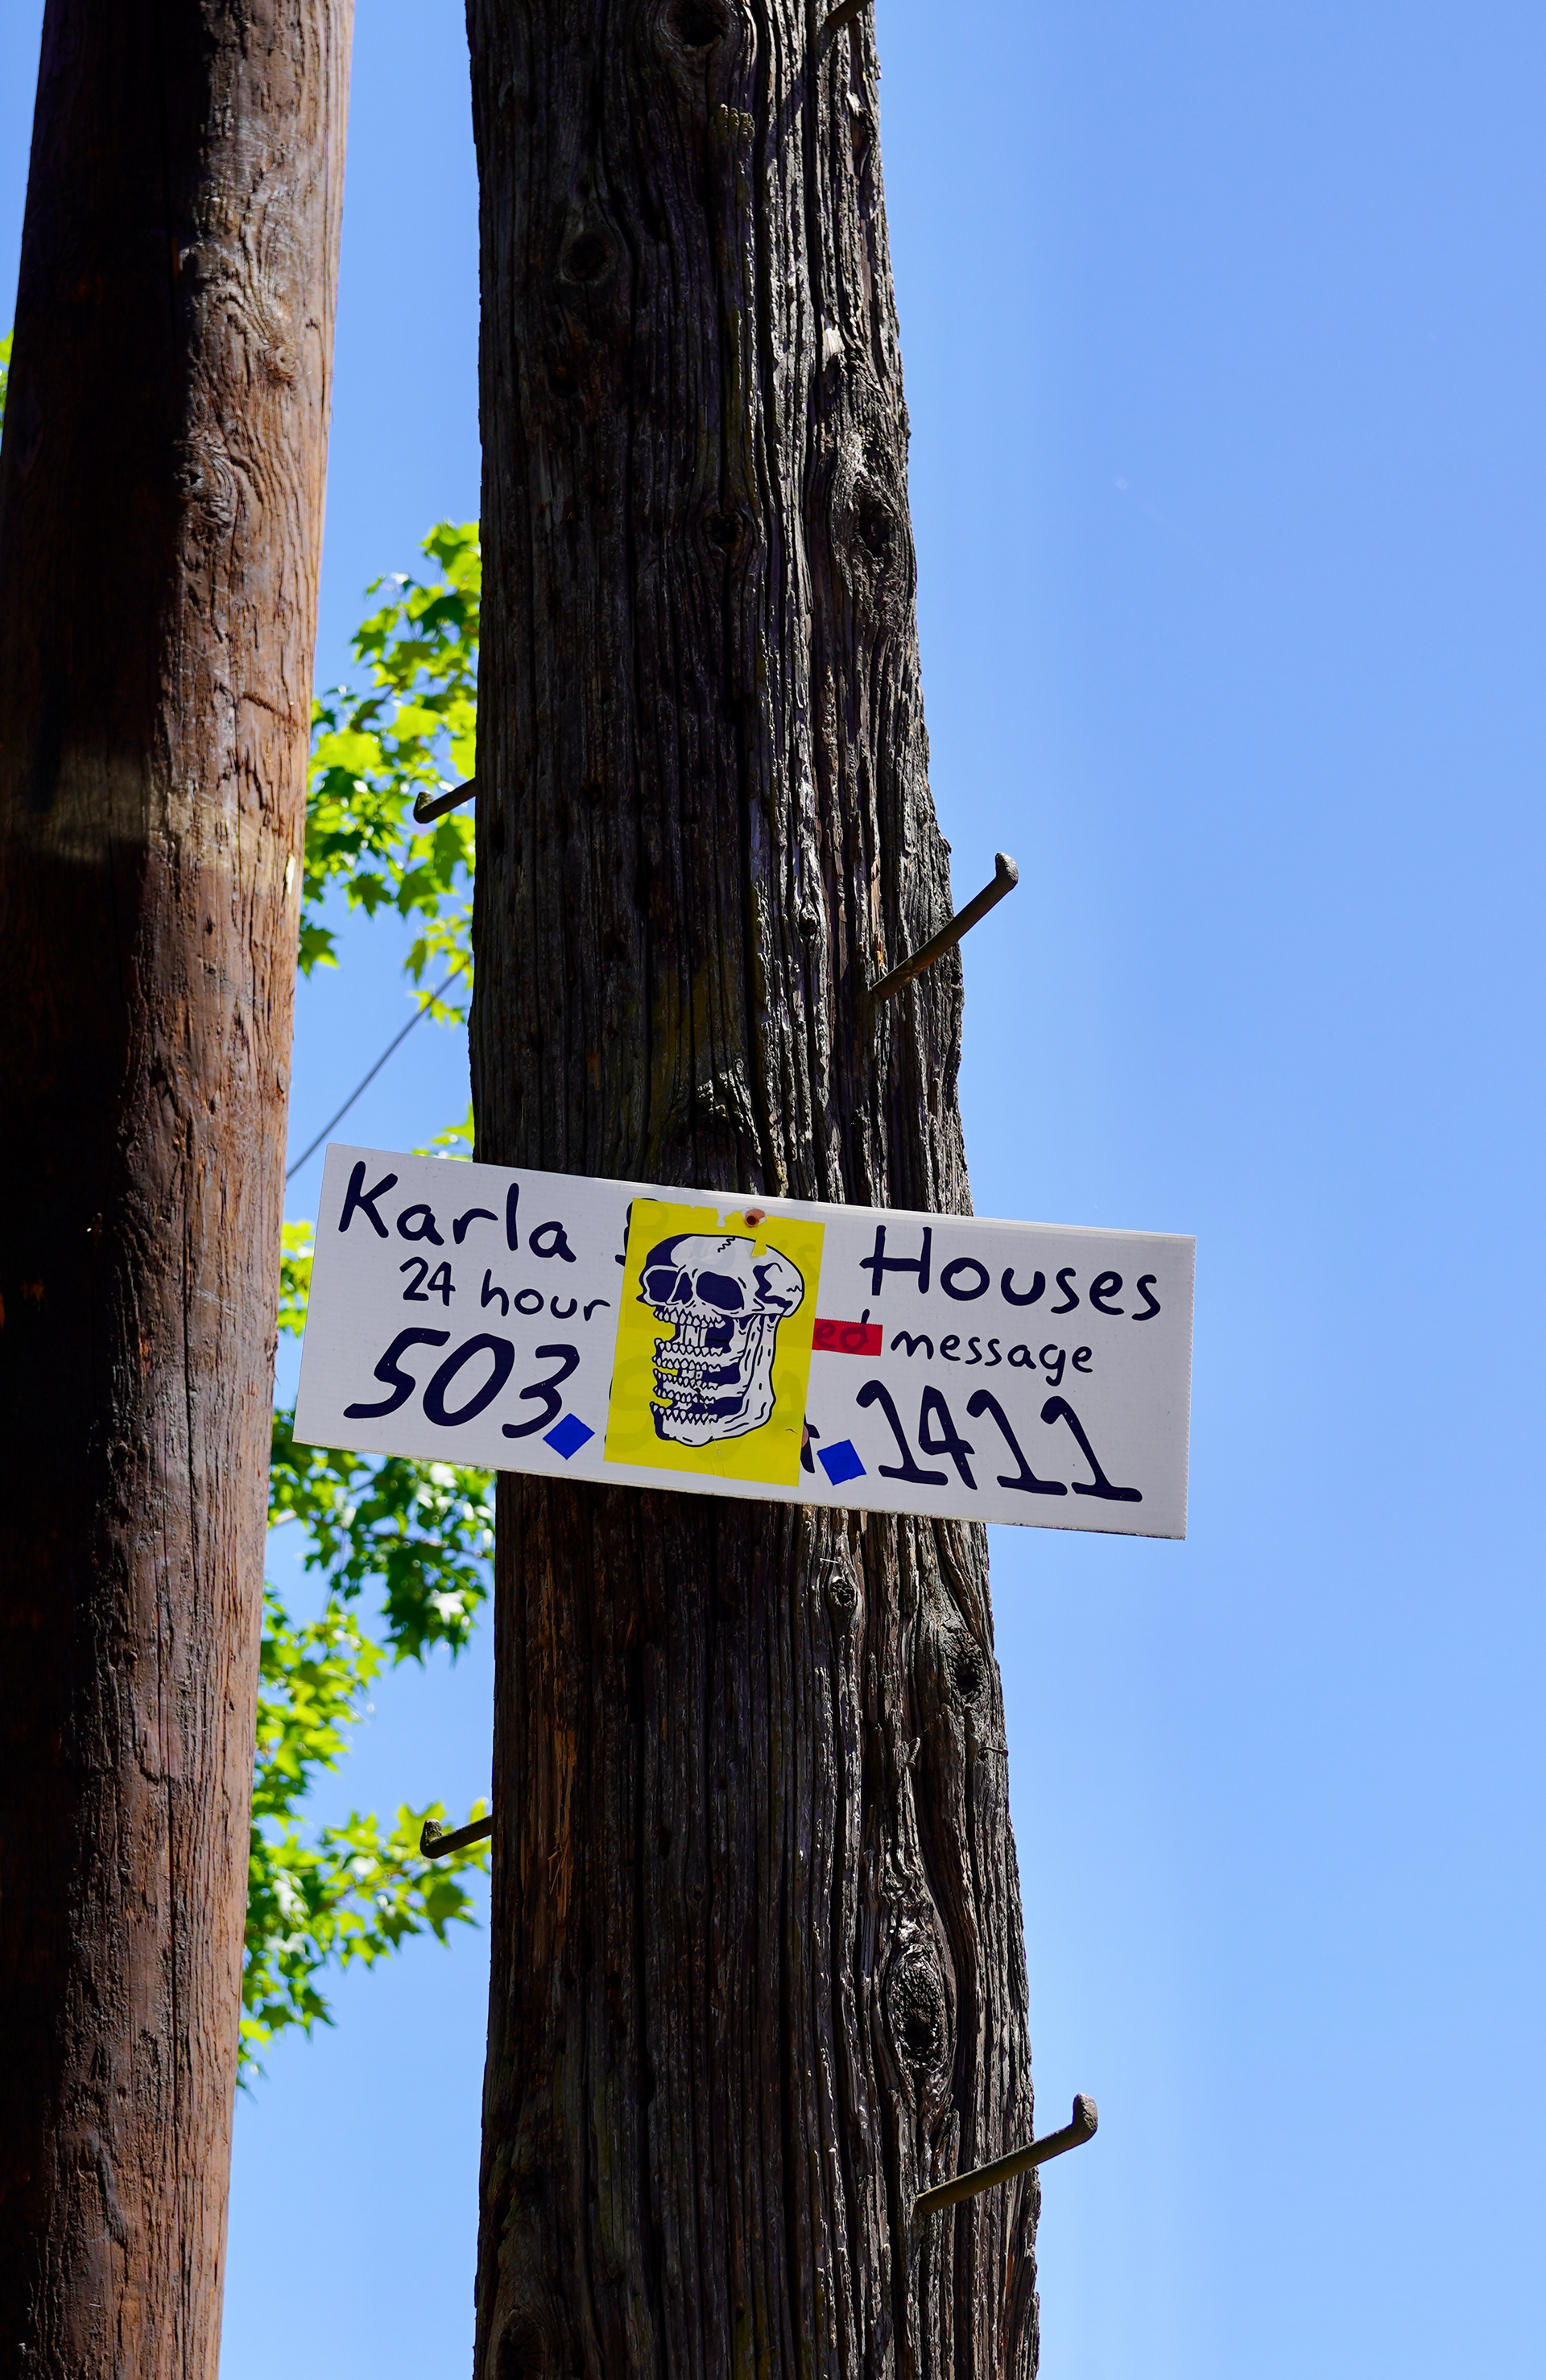 Karla Houses
24 hour message
503. .1411